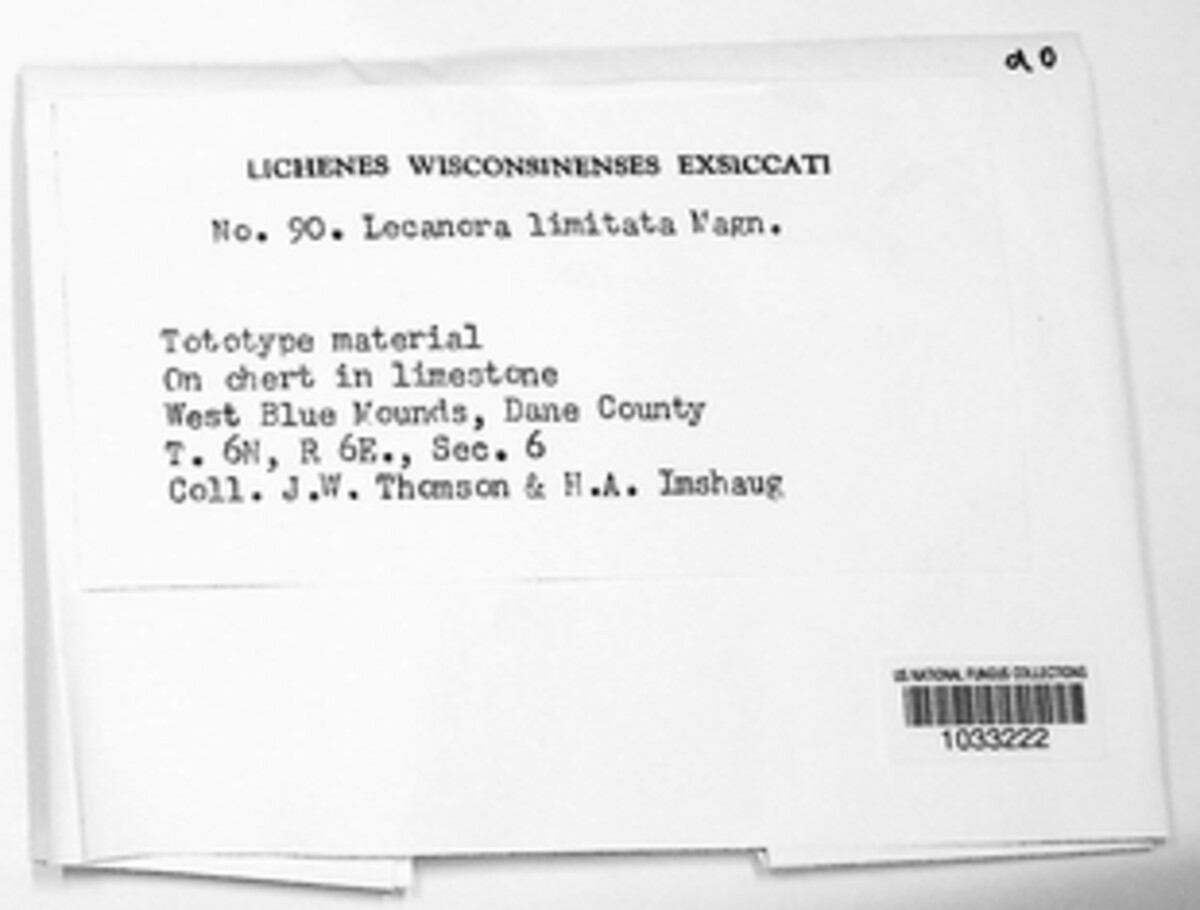 90
LICHENES WISCONSINENSES EXSICCATI
No. 90. Lecanora limitata Magn.
Tototype material
On chert in limestone
West Blue Mounds, Dane County
T. 6N, R 6E., Sec. 6
Coll. J.W. Thomson & H.A. Imshaug
US NATIONAL FUNGUS COLLECTIONS
1033222